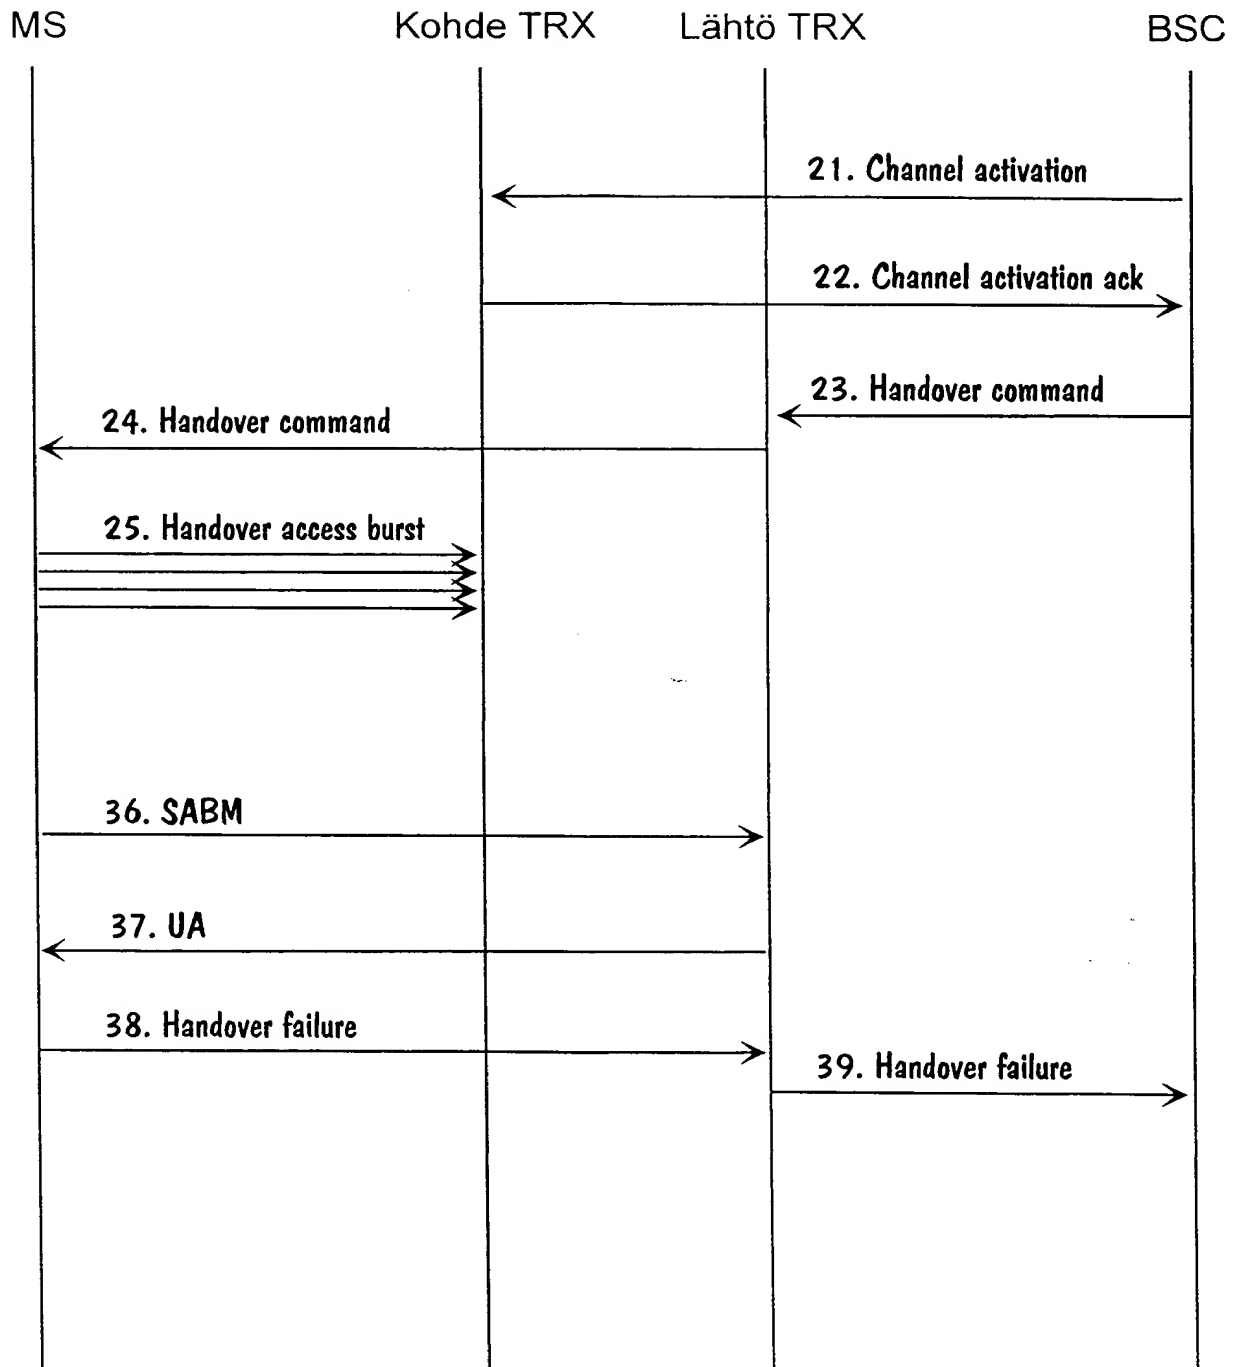 MS Kohde TRX Lähtö TRX BSC
21. Channel activation
22. Channel activation ack
23. Handover command
24. Handover command
25. Handover access burst
36. SABM
37. UA
38. Handover failure
39. Handover failure